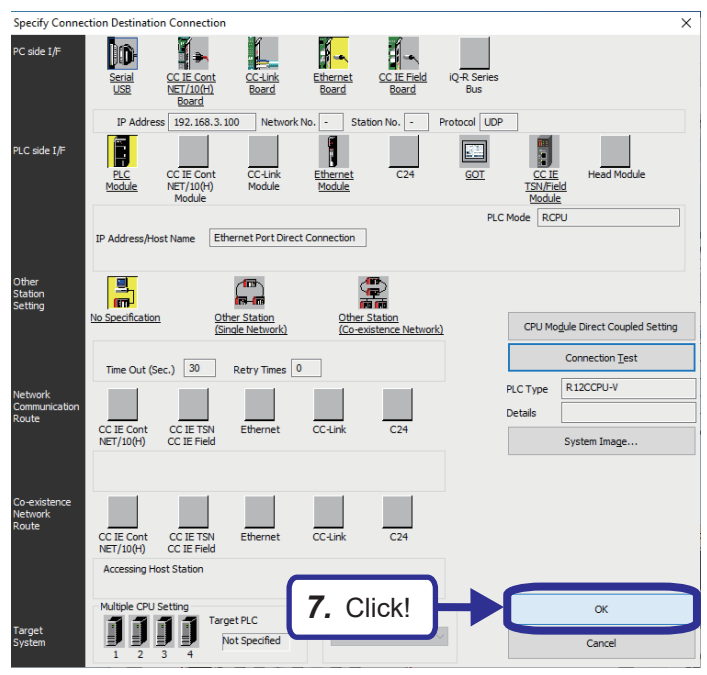 Specify Connection Destination Connection
PC side I/F
Serial
USB
CC IE Cont
NET/10(H)
Board
CC-Link
Board
Ethernet
Board
CC IE Field
Board
iQ-R Series
Bus
IP Address 192.168.3.100 Network No. - Station No. - Protocol UDP
PLC side I/F
PLC
Module
CC IE Cont
NET/10(H)
Module
CC-Link
Module
Ethernet
Module
C24
GOT
CC IE
TSN/Field
Module
Head Module
PLC Mode RCPU
IP Address/Host Name Ethernet Port Direct Connection
Other
Station
Setting
No Specification
Other Station
(Single Network)
Other Station
(Co-existence Network)
CPU Module Direct Coupled Setting
Time Out (Sec.) 30 Retry Times 0
Connection Test
PLC Type R12CCPU-V
Details
System Image...
Network
Communication
Route
CC IE Cont
NET/10(H)
CC IE TSN
CC IE Field
Ethernet
CC-Link
C24
Co-existence
Network
Route
CC IE Cont
NET/10(H)
CC IE TSN
CC IE Field
Ethernet
CC-Link
C24
Accessing Host Station
Target
System
Multiple CPU Setting
1 2 3 4
Target PLC
Not Specified
7. Click!
OK
Cancel